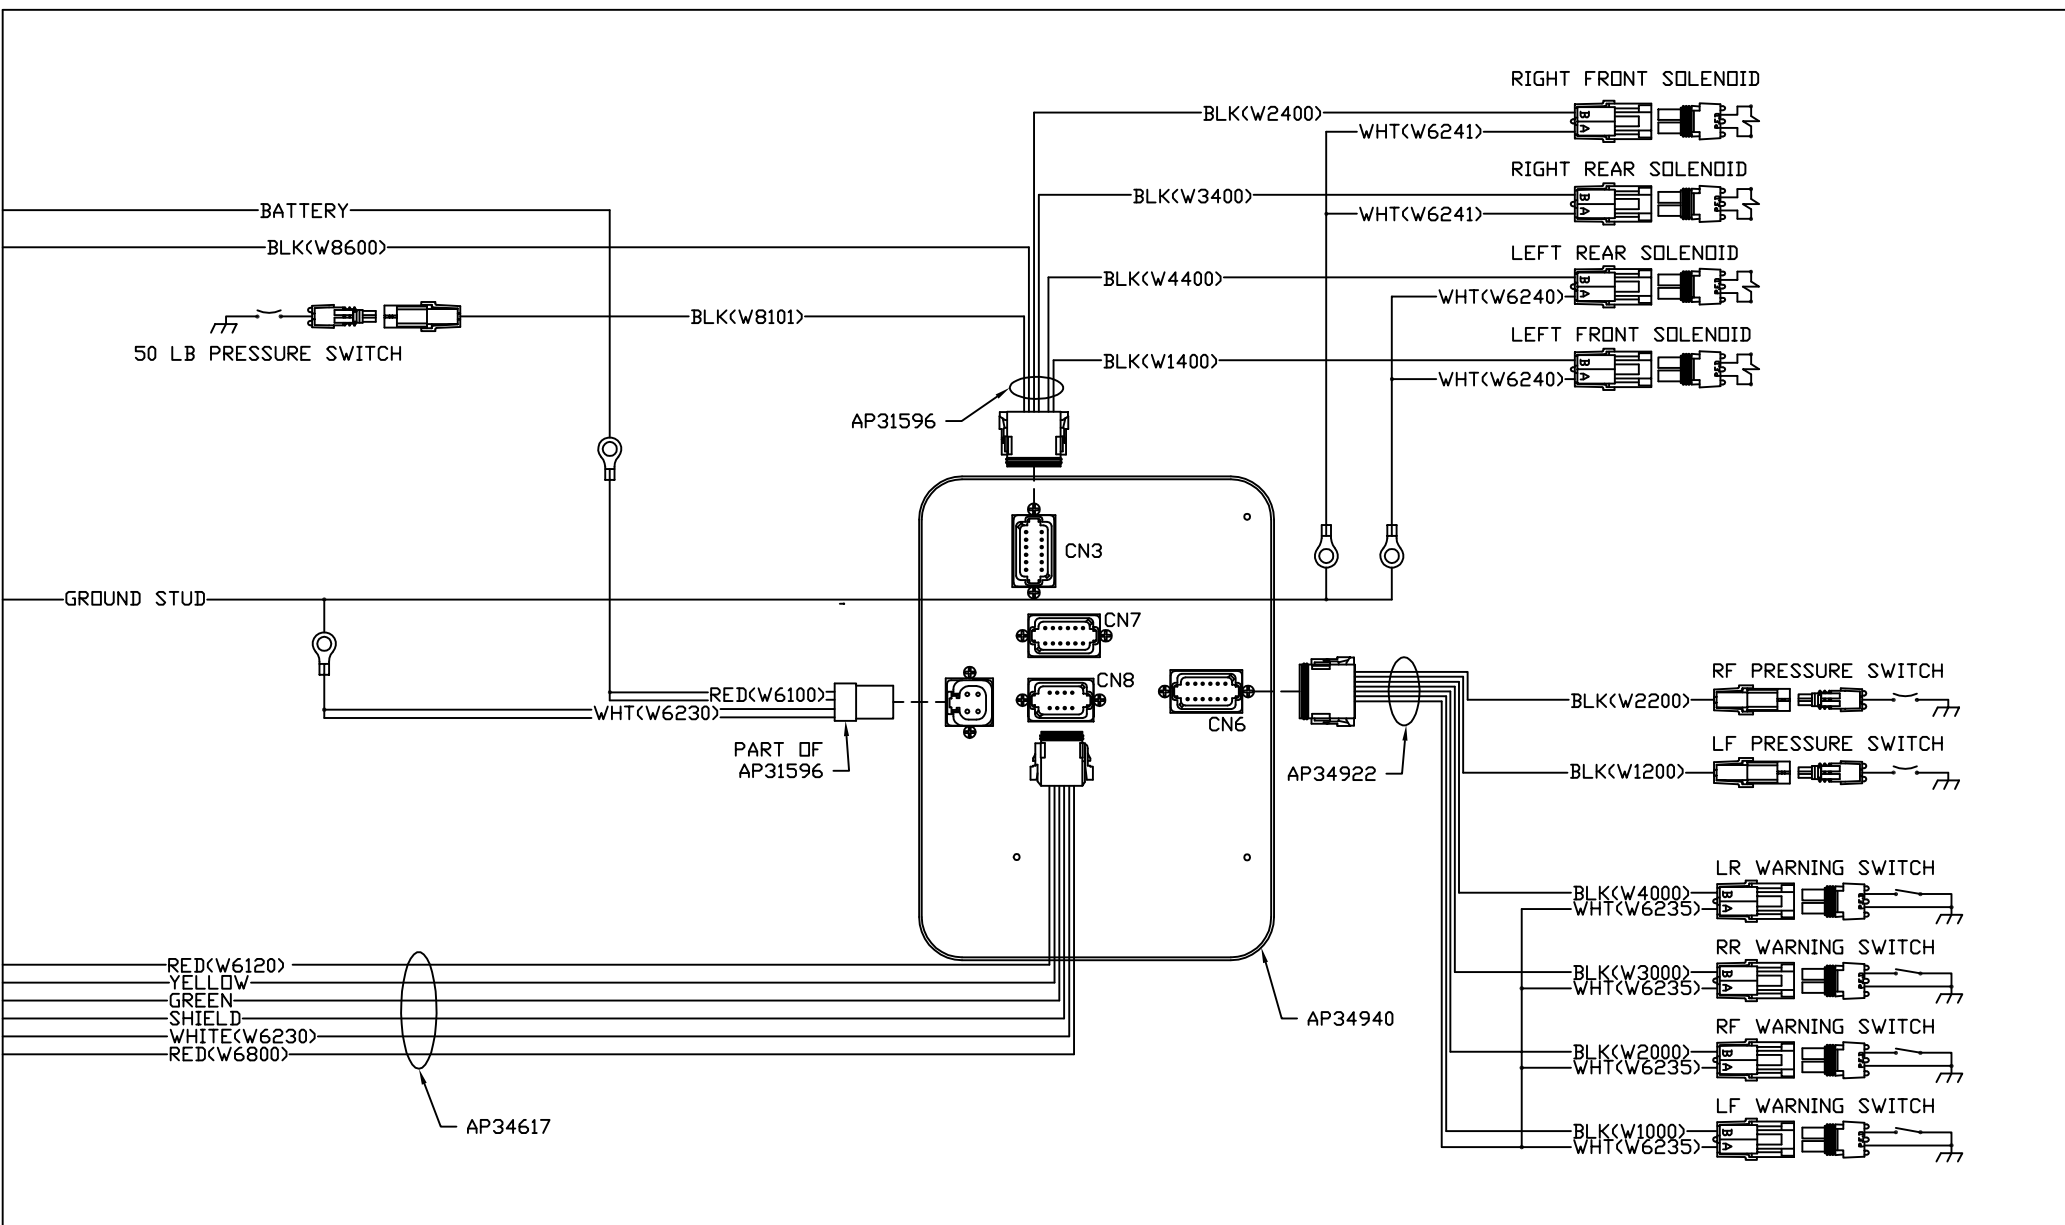 RIGHT FRONT SOLENOID
BLK(W2400)
B
A
WHT(W6241)
RIGHT REAR SOLENOID
BLK(W3400)
B
A
WHT(W6241)
BATTERY
BLK(W8600)
LEFT REAR SOLENOID
BLK(W4400)
B
A
WHT(W6240)
BLK(W8101)
50 LB PRESSURE SWITCH
LEFT FRONT SOLENOID
BLK(W1400)
B
A
WHT(W6240)
AP31596
CN3
GROUND STUD
CN7
CN8
CN6
RED(W6100)
WHT(W6230)
PART OF
AP31596
RF PRESSURE SWITCH
BLK(W2200)
LF PRESSURE SWITCH
BLK(W1200)
AP34922
LR WARNING SWITCH
BLK(W4000)
WHT(W6235)
B
A
RR WARNING SWITCH
BLK(W3000)
WHT(W6235)
B
A
RF WARNING SWITCH
BLK(W2000)
WHT(W6235)
B
A
LF WARNING SWITCH
BLK(W1000)
WHT(W6235)
B
A
RED(W6120)
YELLOW
GREEN
SHIELD
WHITE(W6230)
RED(W6800)
AP34940
AP34617